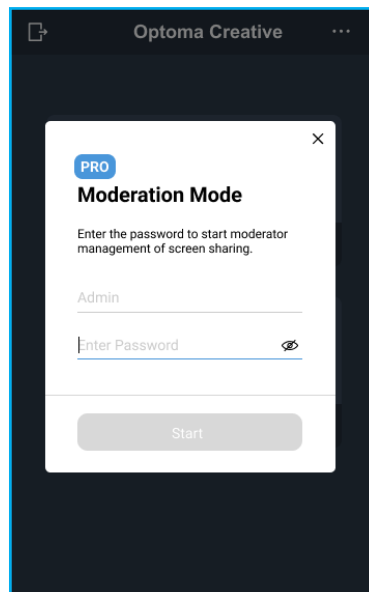 Optoma Creative
PRO
Moderation Mode
Enter the password to start moderator
management of screen sharing.
Admin
Enter Password
Start